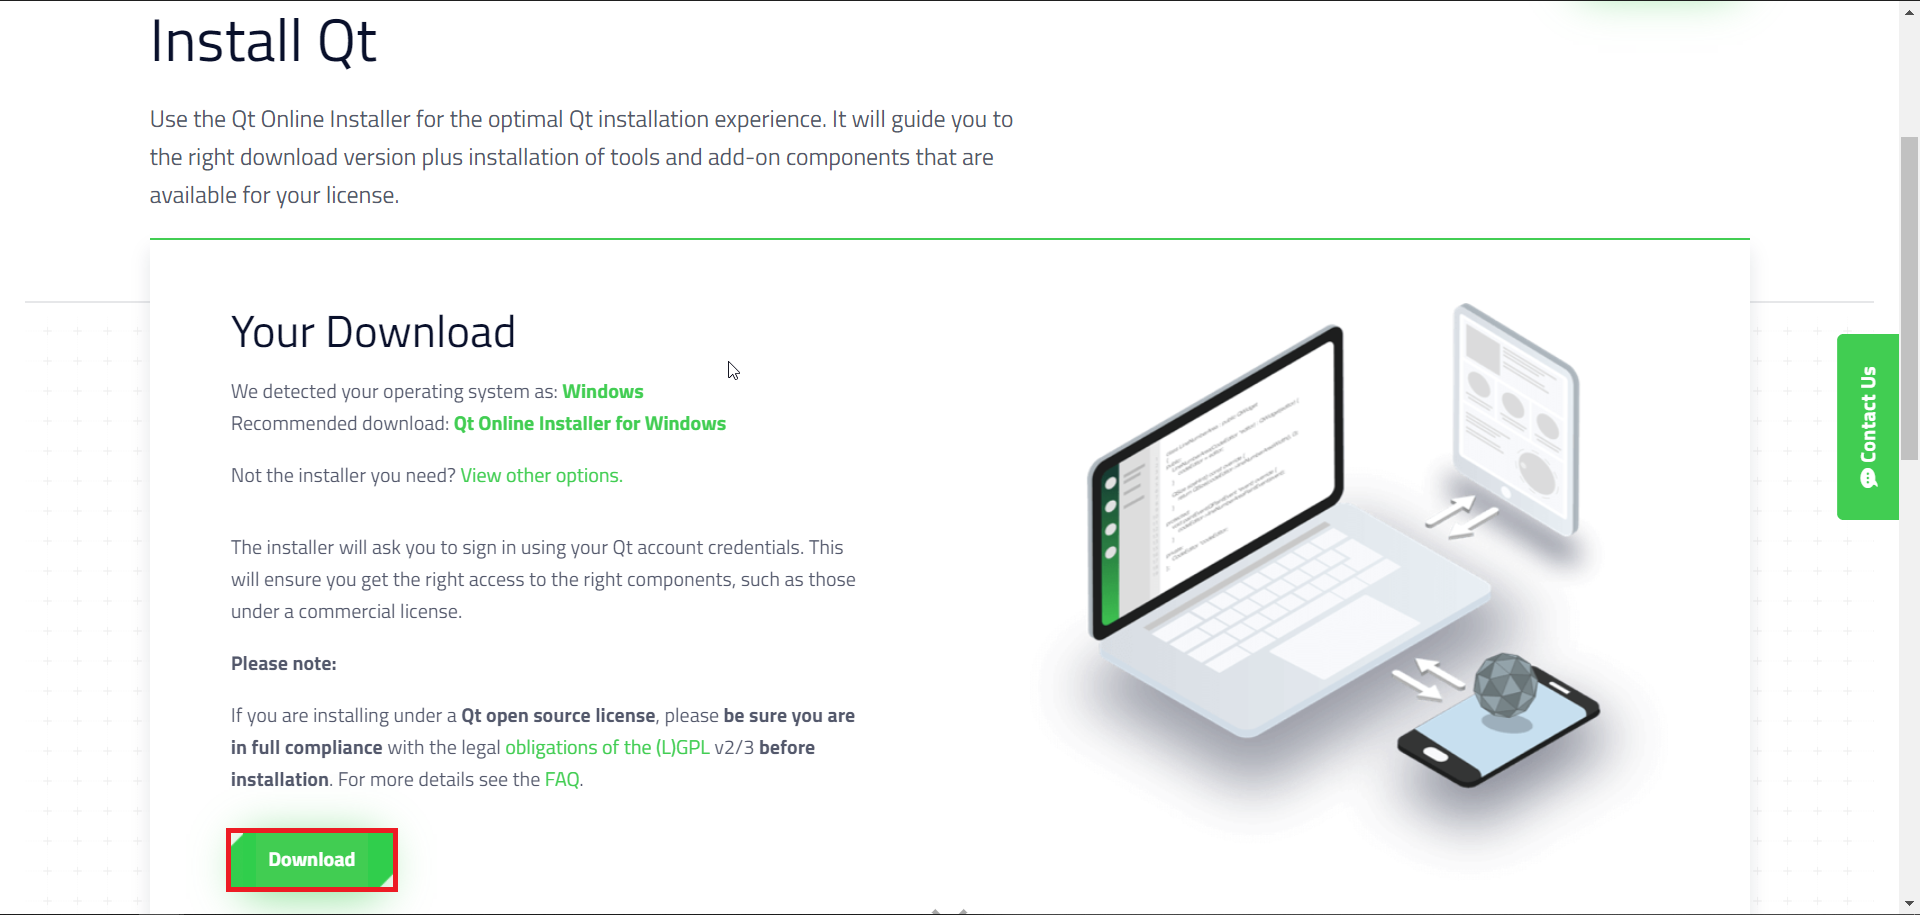 Install Qt
Use the Qt Online Installer for the optimal Qt installation experience. It will guide you to
the right download version plus installation of tools and add-on components that are
available for your license.
Your Download
We detected your operating system as: Windows
Recommended download: Qt Online Installer for Windows
Not the installer you need? View other options.
The installer will ask you to sign in using your Qt account credentials. This
will ensure you get the right access to the right components, such as those
under a commercial license.
Please note:
If you are installing under a Qt open source license, please be sure you are
in full compliance with the legal obligations of the (L)GPL v2/3 before
installation. For more details see the FAQ.
Download
Contact Us